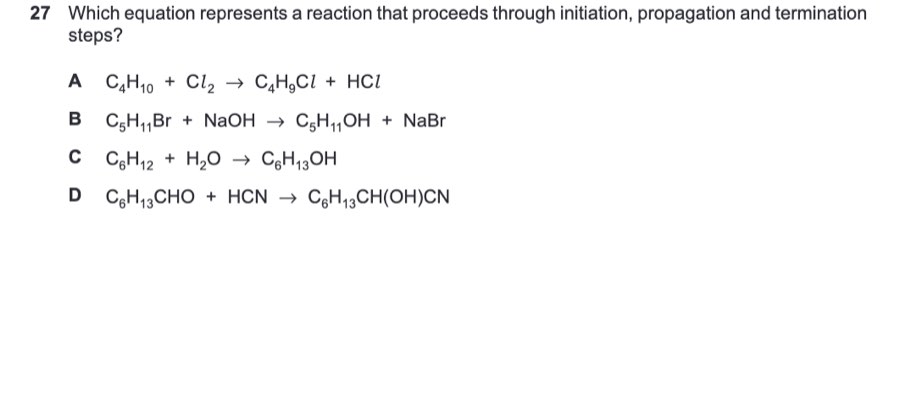 27 Which equation represents a reaction that proceeds through initiation, propagation and termination
steps?
A C₄H₁₀ + Cl₂ → C₄H₉Cl + HCl
B C₅H₁₁Br + NaOH → C₅H₁₁OH + NaBr
C C₆H₁₂ + H₂O → C₆H₁₃OH
D C₆H₁₃CHO + HCN → C₆H₁₃CH(OH)CN